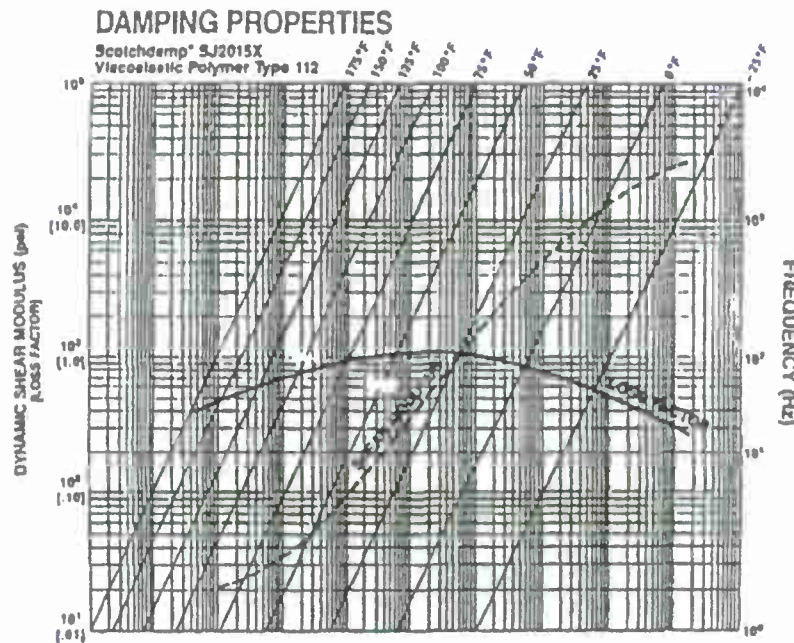 DAMPING PROPERTIES
Scotchdamp* SJ2015X
Viscoelastic Polymer Type 112
175°F
150°F
125°F
100°F
75°F
50°F
25°F
0°F
-25°F
DYNAMIC SHEAR MODULUS (psi)
[LOSS FACTOR]
10⁴
[10.0]
10³
[1.0]
10²
[.10]
10¹
[.01]
LOSS FACTOR
FREQUENCY (Hz)
10⁴
10³
10²
10¹
10⁰